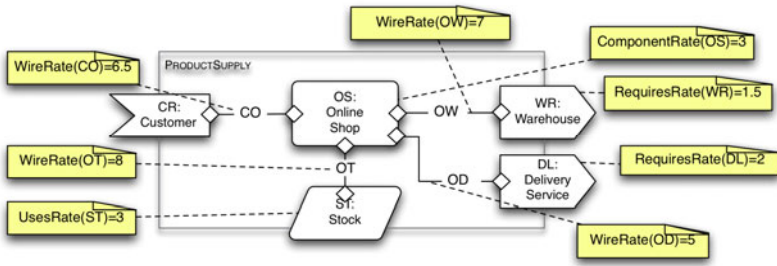 WireRate(OW)=7
ComponentRate(OS)=3
WireRate(CO)=6.5
PRODUCTSUPPLY
CR:
Customer
CO
OS:
Online
Shop
OW
WR:
Warehouse
RequiresRate(WR)=1.5
WireRate(OT)=8
OT
OD
DL:
Delivery
Service
RequiresRate(DL)=2
UsesRate(ST)=3
ST:
Stock
WireRate(OD)=5